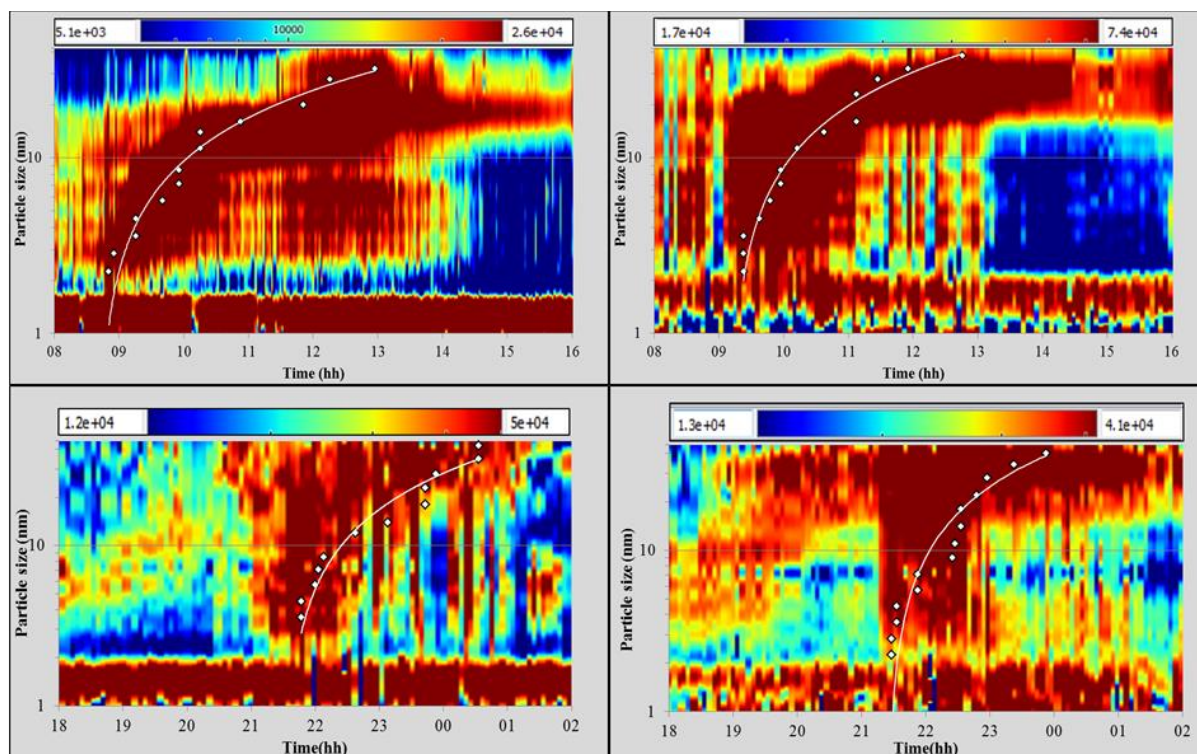 5.1e+03 10000 2.6e+04
Particle size (nm)
10
1
08 09 10 11 12 13 14 15 16
Time (hh)
1.7e+04 7.4e+04
Particle size (nm)
10
1
08 09 10 11 12 13 14 15 16
Time (hh)
1.2e+04 5e+04
Particle size (nm)
10
1
18 19 20 21 22 23 00 01 02
Time(hh)
1.3e+04 4.1e+04
Particle size (nm)
10
1
18 19 20 21 22 23 00 01 02
Time(hh)